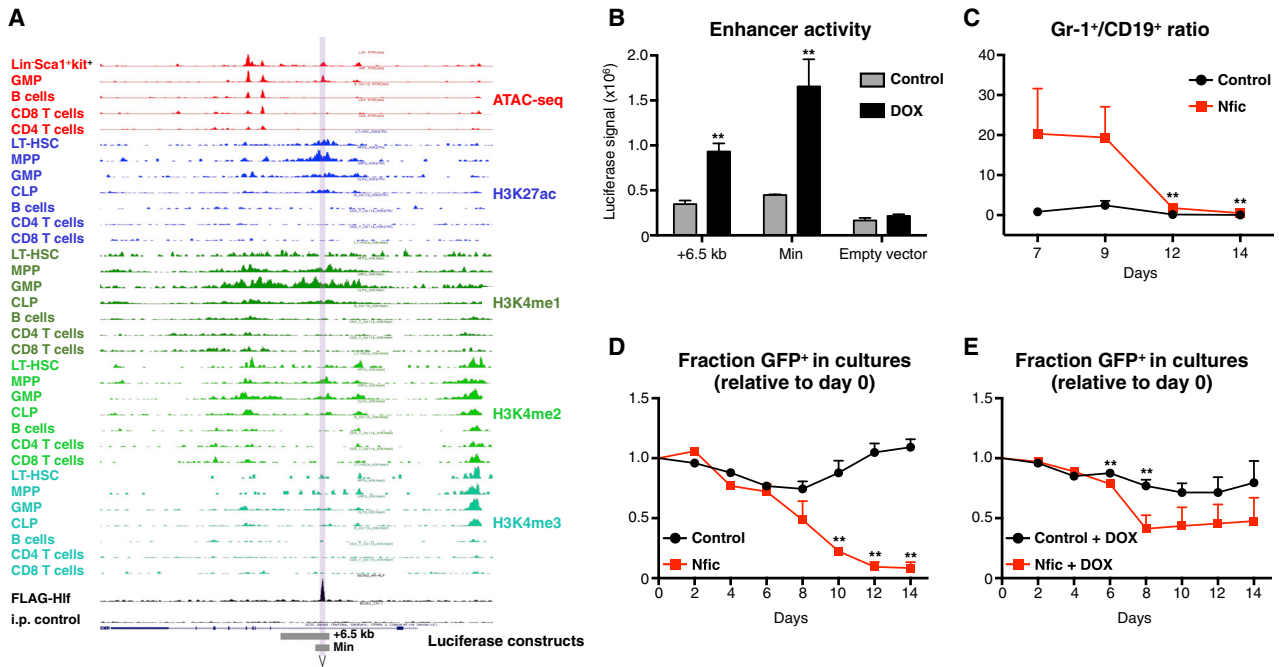 A
Lin-Sca1+kit+
GMP
B cells
CD8 T cells
CD4 T cells
ATAC-seq
LT-HSC
MPP
GMP
CLP
B cells
CD4 T cells
CD8 T cells
H3K27ac
LT-HSC
MPP
GMP
CLP
B cells
CD4 T cells
CD8 T cells
H3K4me1
LT-HSC
MPP
GMP
CLP
B cells
CD4 T cells
CD8 T cells
H3K4me2
LT-HSC
MPP
GMP
CLP
B cells
CD4 T cells
CD8 T cells
H3K4me3
FLAG-Hlf
i.p. control
+6.5 kb
Min
Luciferase constructs
B
Enhancer activity
Luciferase signal (x10⁶)
2.0
1.5
1.0
0.5
0
** ** 
Control
DOX
+6.5 kb Min Empty vector
C
Gr-1+/CD19+ ratio
40
30
20
10
0
Control
Nfic
** **
7 9 12 14
Days
D
Fraction GFP+ in cultures
(relative to day 0)
1.5
1.0
0.5
0
Control
Nfic
** ** **
0 2 4 6 8 10 12 14
Days
E
Fraction GFP+ in cultures
(relative to day 0)
1.5
1.0
0.5
0
** **
Control + DOX
Nfic + DOX
0 2 4 6 8 10 12 14
Days